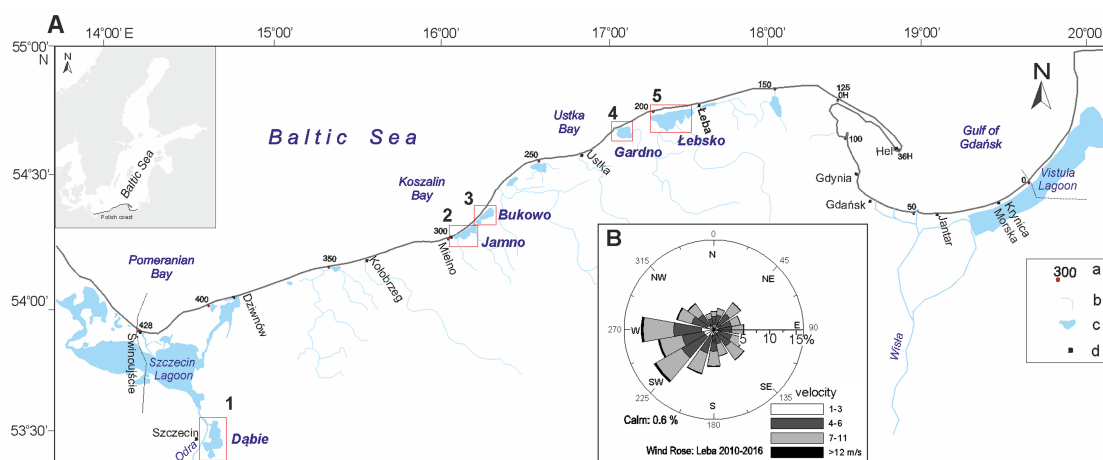 A
14°00' E
15°00'
16°00'
17°00'
18°00'
19°00'
20°00'
55°00'
N
54°30'
54°00'
53°30'
N
Baltic Sea
Polish coast
Baltic Sea
N
Ustka
Bay
Koszalin
Bay
Pomeranian
Bay
Gulf of
Gdańsk
Vistula
Lagoon
Szczecin
Lagoon
1
Dąbie
2
Jamno
3
Bukowo
4
Gardno
5
Łebsko
428
400
350
300
250
200
150
125
0H
100
36H
50
0
Świnoujście
Dziwnów
Kołobrzeg
Mielno
Ustka
Łeba
Hel
Gdynia
Gdańsk
Jantar
Krynica
Morska
Szczecin
Odra
Wisła
B
0
45
90
135
180
225
270
315
N
NE
E
SE
S
SW
W
NW
5
10
15%
Calm: 0.6 %
Wind Rose: Leba 2010-2016
velocity
1-3
4-6
7-11
>12 m/s
300
a
b
c
d